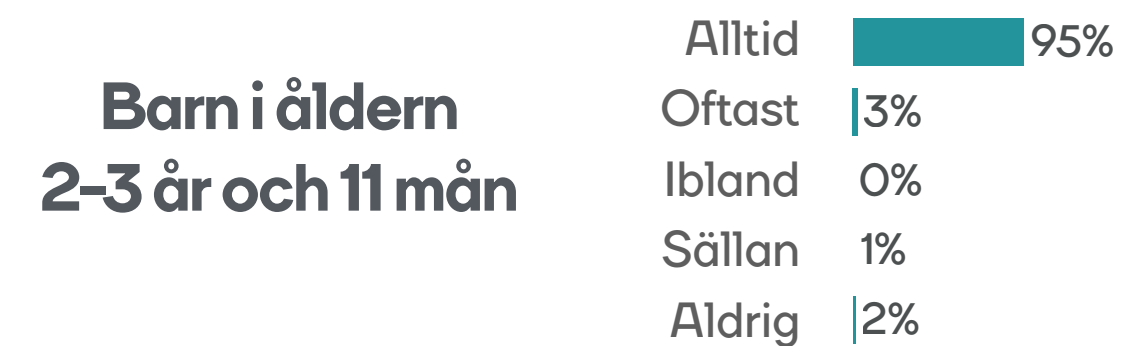 Barn i åldern
2–3 år och 11 mån
Alltid 95%
Oftast 3%
Ibland 0%
Sällan 1%
Aldrig 2%